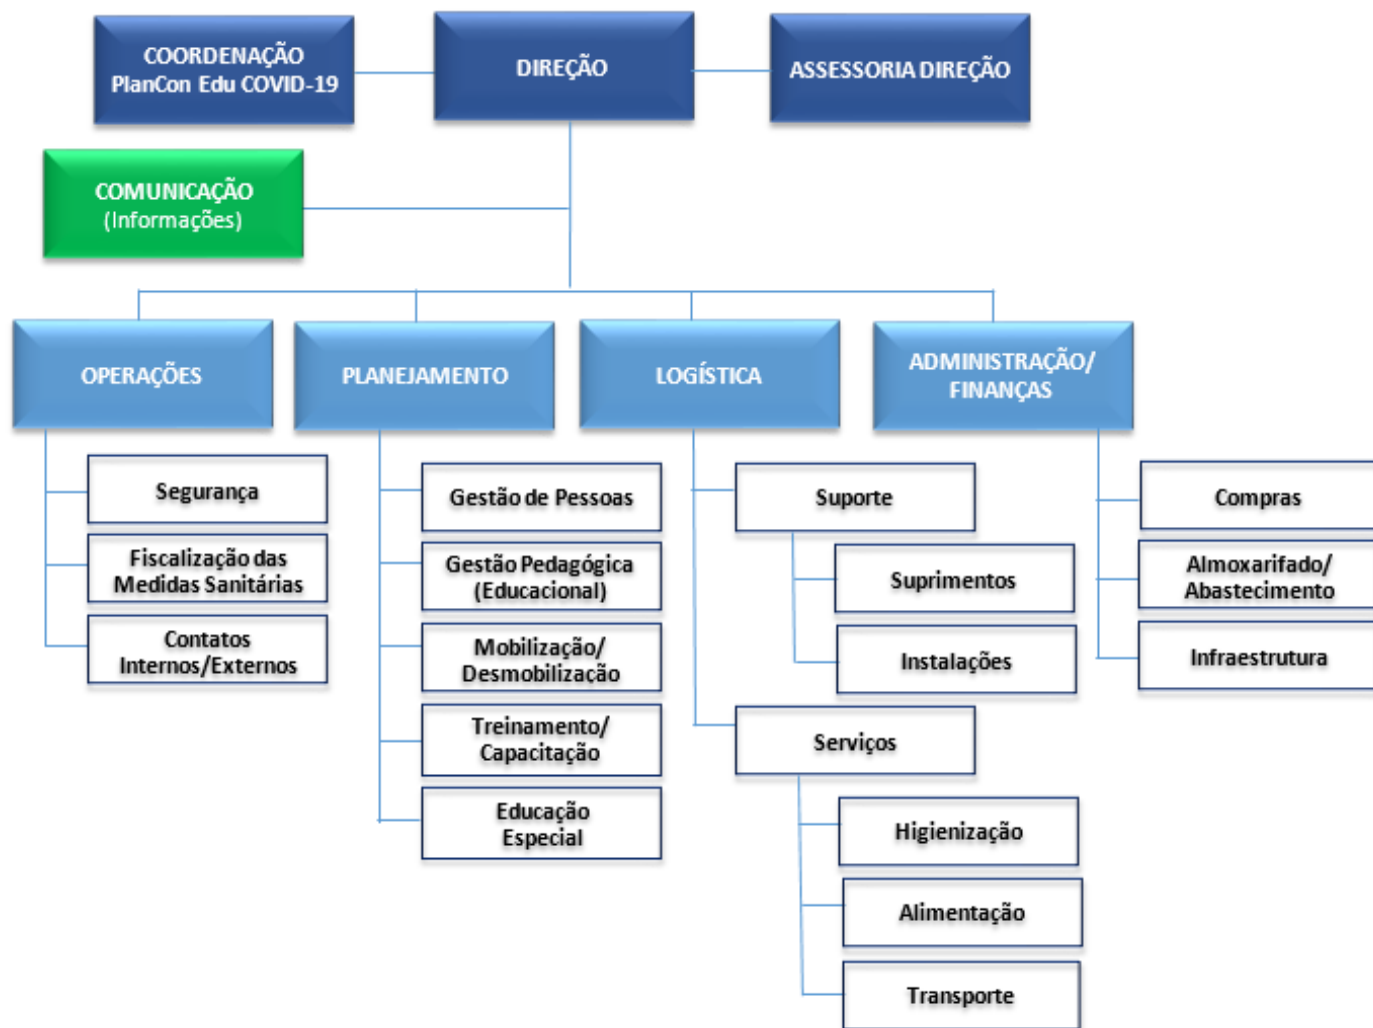 COORDENAÇÃO
PlanCon Edu COVID-19
DIREÇÃO
ASSESSORIA DIREÇÃO
COMUNICAÇÃO
(Informações)
OPERAÇÕES
PLANEJAMENTO
LOGÍSTICA
ADMINISTRAÇÃO/
FINANÇAS
Segurança
Fiscalização das
Medidas Sanitárias
Contatos
Internos/Externos
Gestão de Pessoas
Gestão Pedagógica
(Educacional)
Mobilização/
Desmobilização
Treinamento/
Capacitação
Educação
Especial
Suporte
Suprimentos
Instalações
Serviços
Higienização
Alimentação
Transporte
Compras
Almoxarifado/
Abastecimento
Infraestrutura